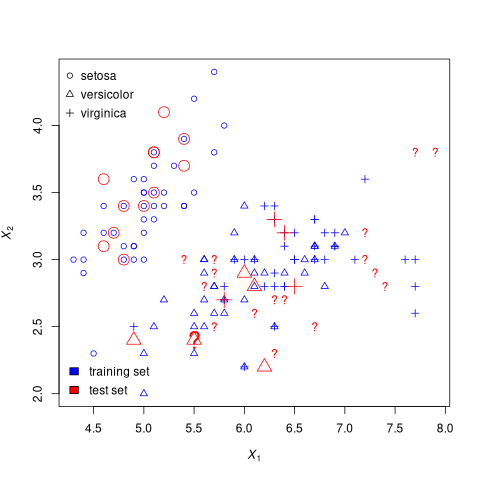 setosa
versicolor
virginica
4.0
3.5
3.0
2.5
2.0
X2
? ?
?
? ? ? ?
? ?
? ?
? ?
?
? ? ?
?
training set
test set
4.5 5.0 5.5 6.0 6.5 7.0 7.5 8.0
X1